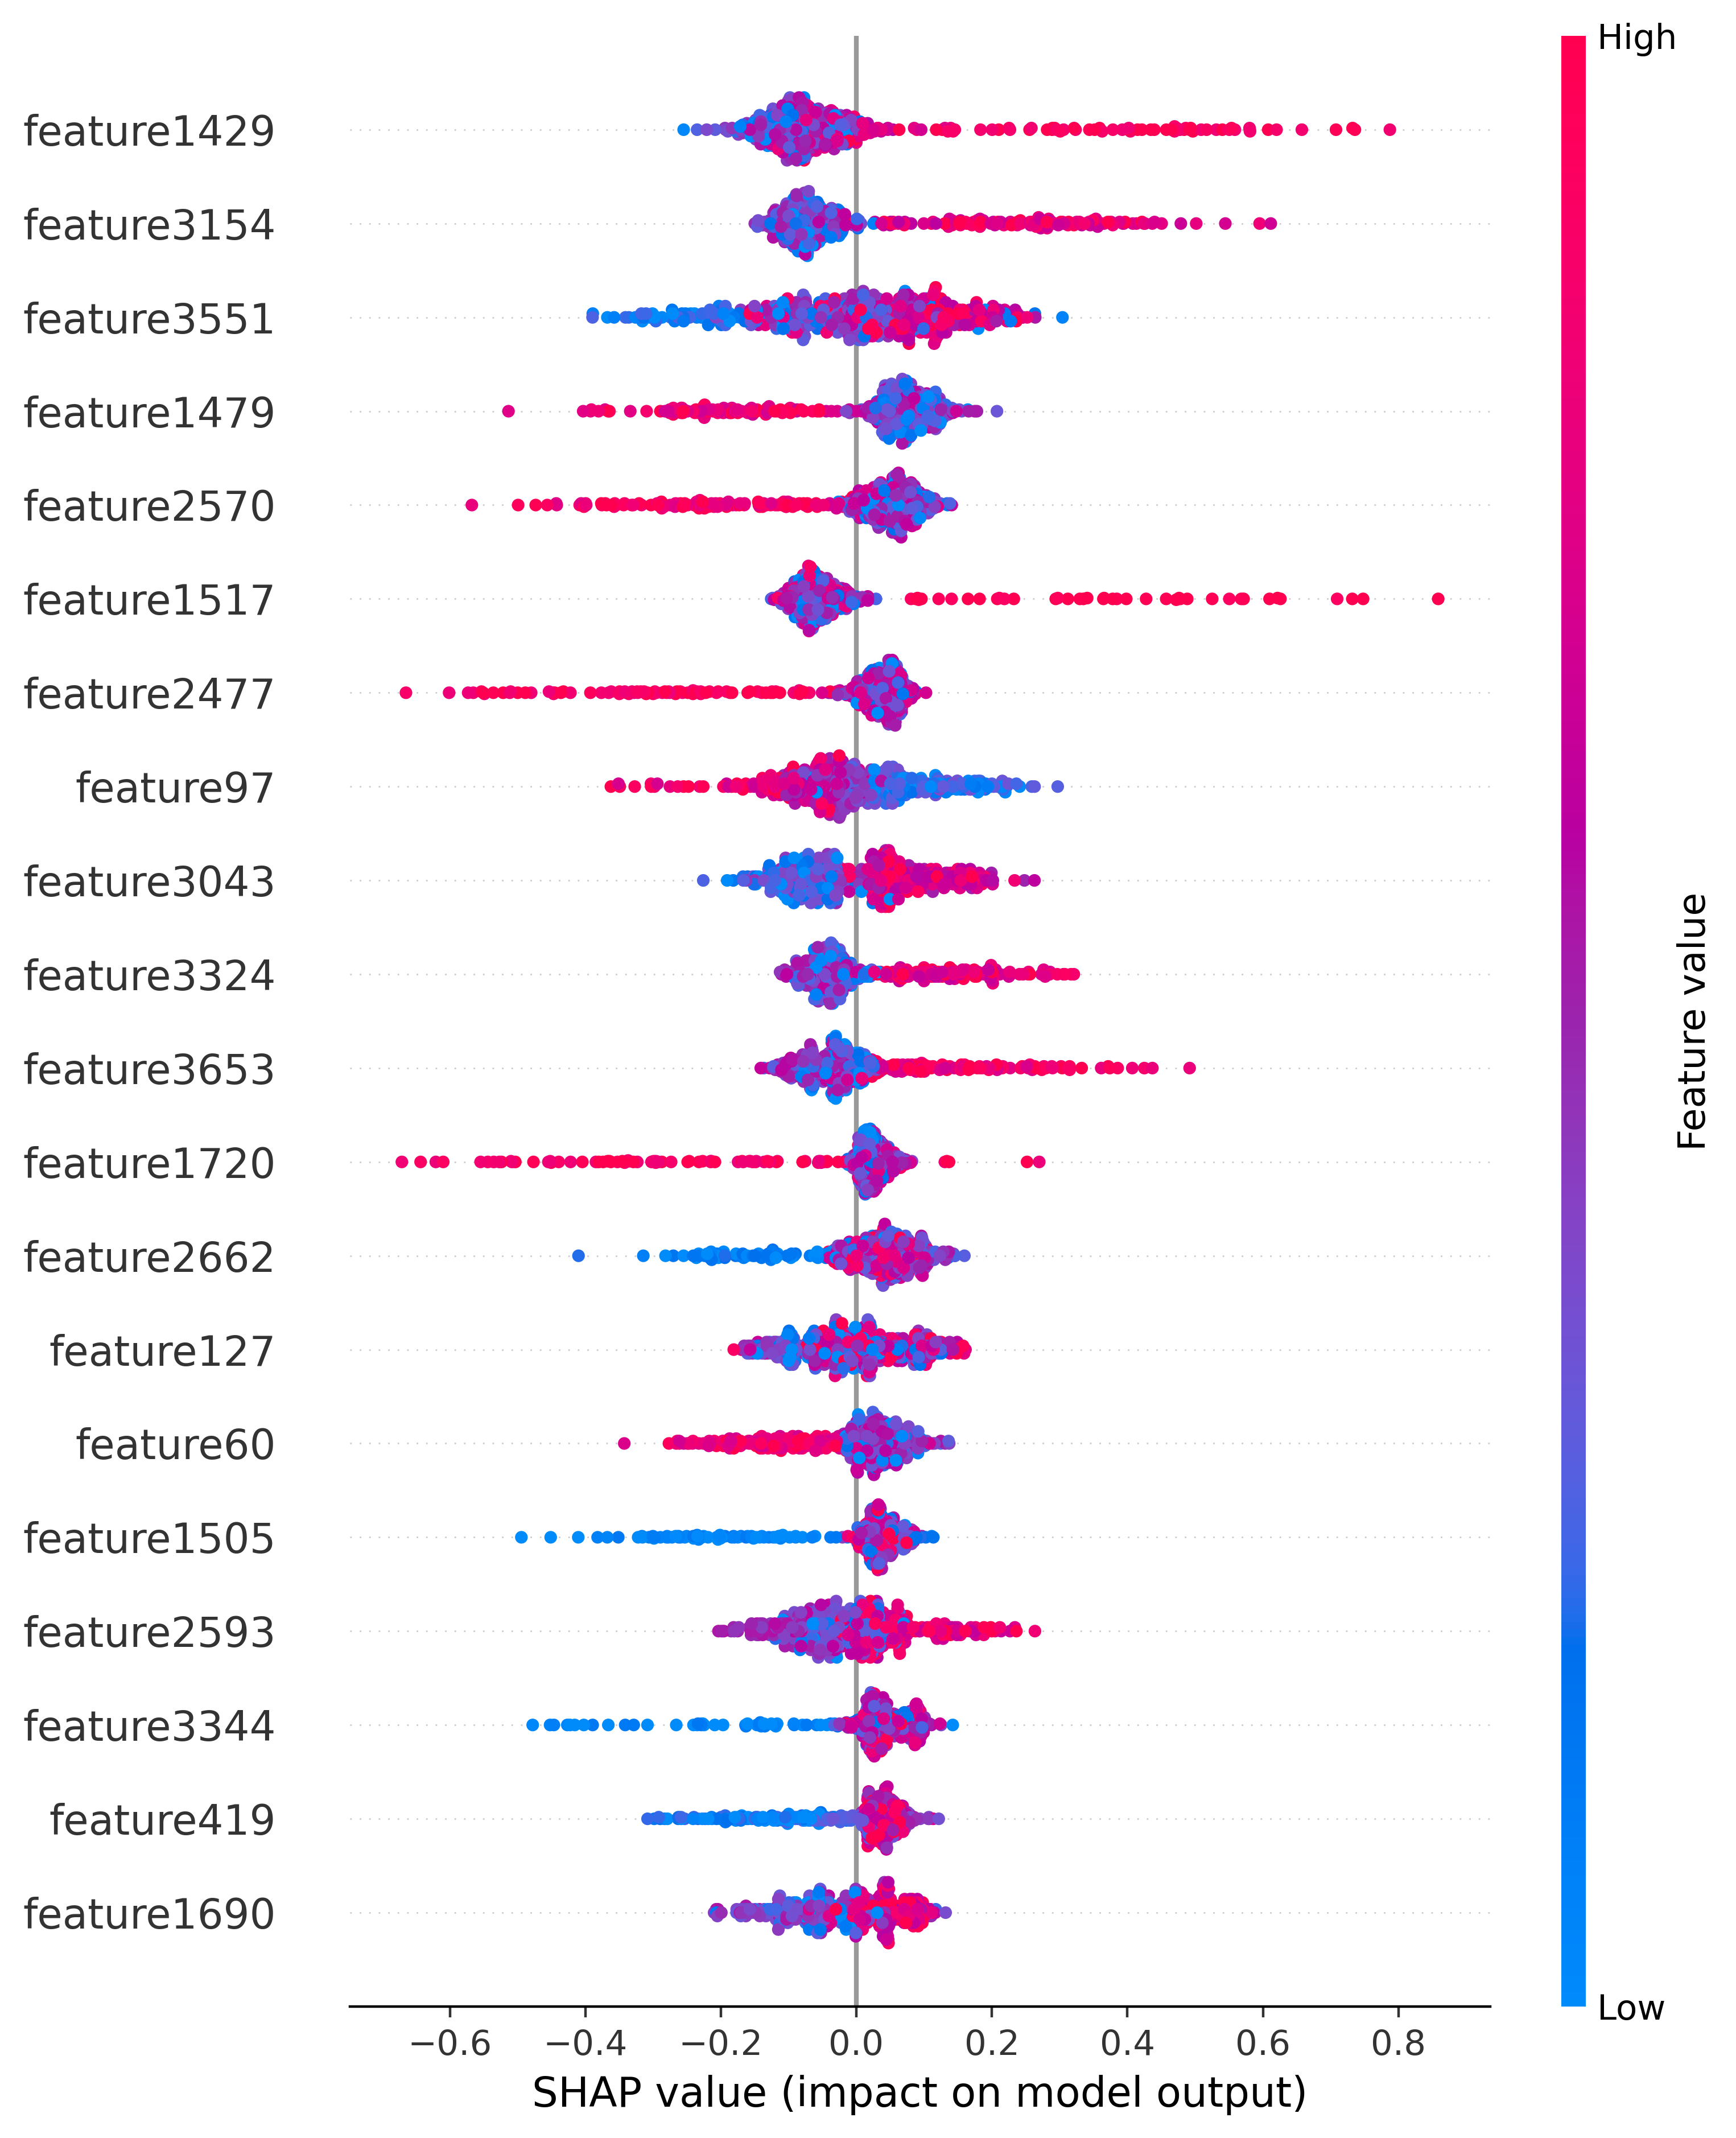 High
feature1429
feature3154
feature3551
feature1479
feature2570
feature1517
feature2477
feature97
feature3043
feature3324
feature3653
feature1720
feature2662
feature127
feature60
feature1505
feature2593
feature3344
feature419
feature1690
Feature value
Low
−0.6 −0.4 −0.2 0.0 0.2 0.4 0.6 0.8
SHAP value (impact on model output)